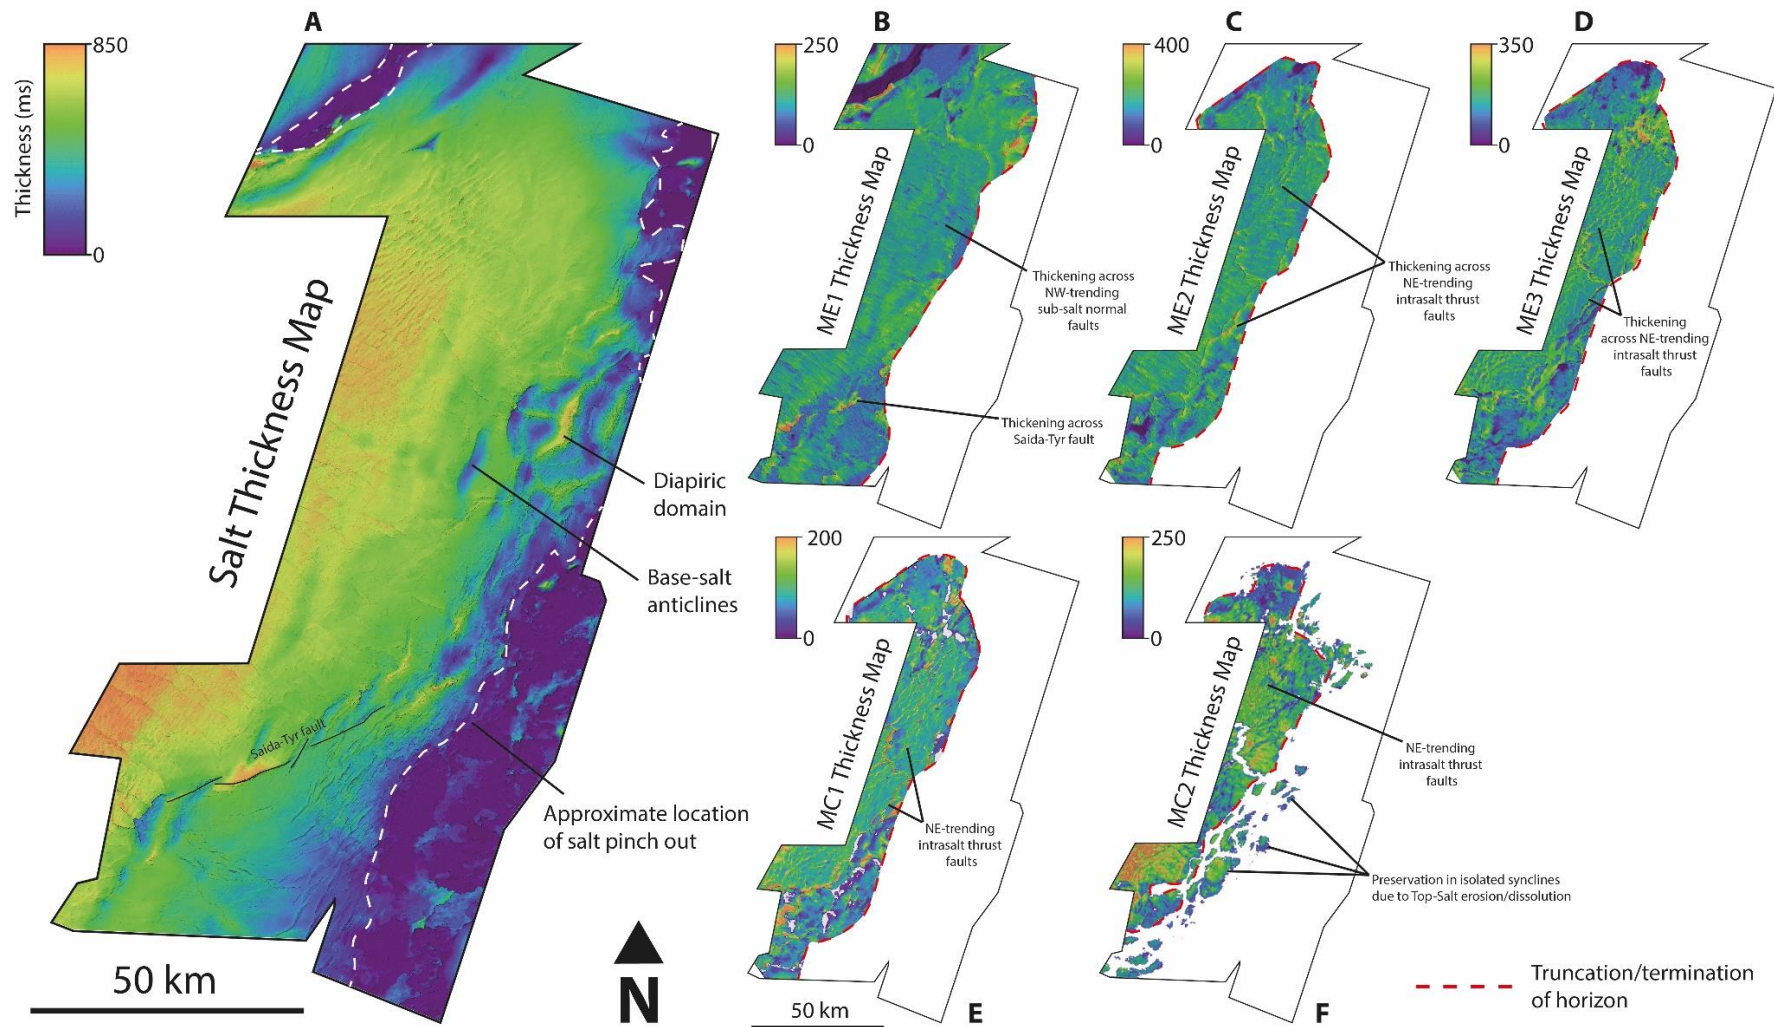 A
850
Thickness (ms)
0
Salt Thickness Map
Saida-Tyr fault
Diapiric
domain
Base-salt
anticlines
Approximate location
of salt pinch out
50 km
N
B
250
0
ME1 Thickness Map
Thickening across
NW-trending
sub-salt normal
faults
Thickening across
Saida-Tyr fault
C
400
0
ME2 Thickness Map
Thickening across
NE-trending
intrasalt thrust
faults
D
350
0
ME3 Thickness Map
Thickening
across NE-trending
intrasalt thrust
faults
200
0
MC1 Thickness Map
NE-trending
intrasalt thrust
faults
50 km
E
250
0
MC2 Thickness Map
NE-trending
intrasalt thrust
faults
Preservation in isolated synclines
due to Top-Salt erosion/dissolution
F
Truncation/termination
of horizon